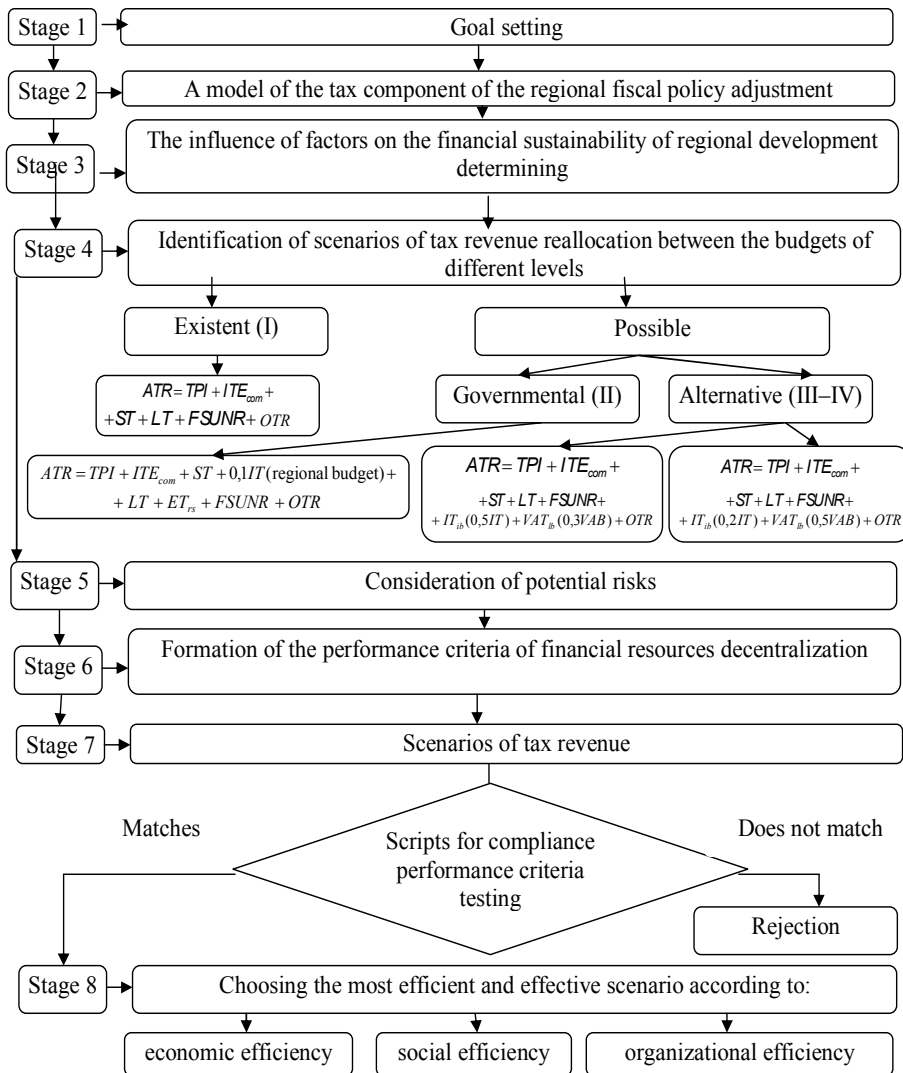 Stage 1
Goal setting
Stage 2
A model of the tax component of the regional fiscal policy adjustment
Stage 3
The influence of factors on the financial sustainability of regional development
determining
Stage 4
Identification of scenarios of tax revenue reallocation between the budgets of
different levels
Existent (I)
Possible
ATR = TPI + ITE_com +
+ST + LT + FSUNR + OTR
Governmental (II)
Alternative (III–IV)
ATR = TPI + ITE_com + ST + 0,1IT (regional budget) +
+ LT + ET_rs + FSUNR + OTR
ATR = TPI + ITE_com +
+ST + LT + FSUNR +
+ IT_ib (0,5IT) + VAT_lb (0,3VAB) + OTR
ATR = TPI + ITE_com +
+ST + LT + FSUNR +
+ IT_ib (0,2IT) + VAT_lb (0,5VAB) + OTR
Stage 5
Consideration of potential risks
Stage 6
Formation of the performance criteria of financial resources decentralization
Stage 7
Scenarios of tax revenue
Matches
Scripts for compliance
performance criteria
testing
Does not match
Rejection
Stage 8
Choosing the most efficient and effective scenario according to:
economic efficiency
social efficiency
organizational efficiency